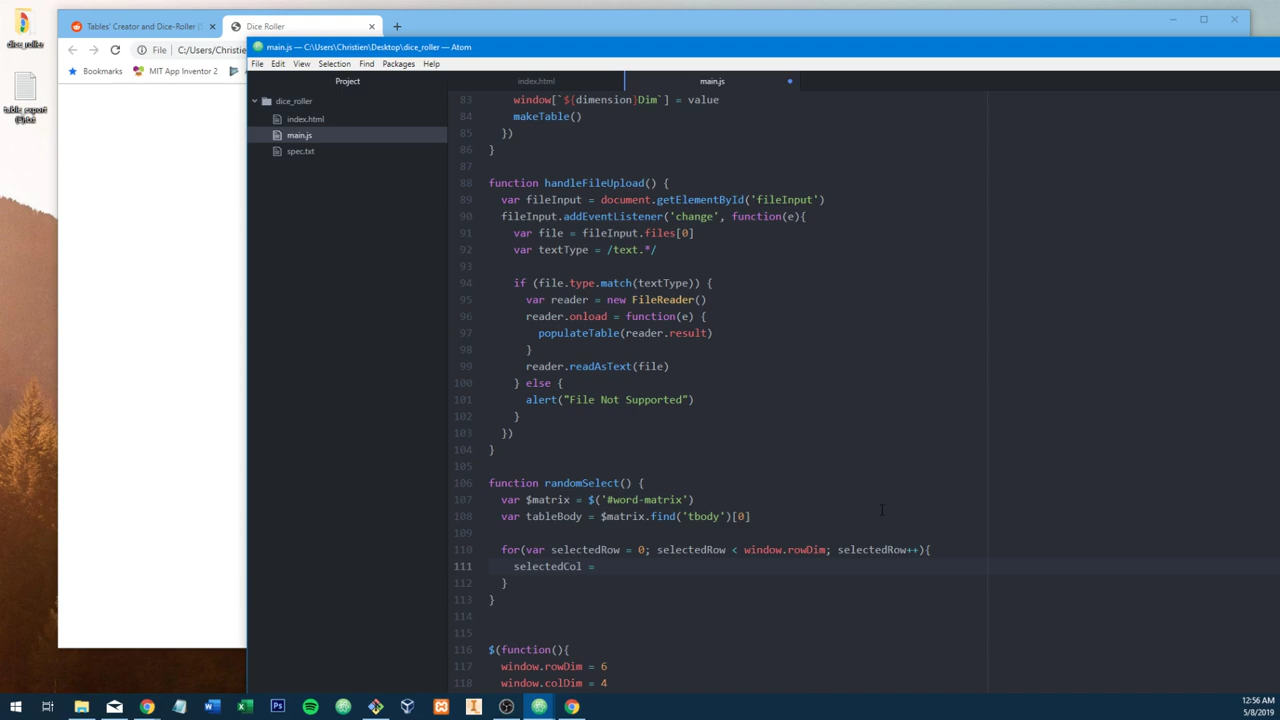 dice_roller
table_export
(5).txt
Tables' Creator and Dice-Roller (
Dice Roller
File
C:/Users/Christie
Bookmarks
MIT App Inventor 2
main.js — C:\Users\Christien\Desktop\dice_roller — Atom
File Edit View Selection Find Packages Help
Project
index.html
main.js
dice_roller
index.html
main.js
spec.txt
83 window[`${dimension}Dim`] = value
84 makeTable()
85 })
86 }
87
88 function handleFileUpload() {
89 var fileInput = document.getElementById('fileInput')
90 fileInput.addEventListener('change', function(e){
91 var file = fileInput.files[0]
92 var textType = /text.*/
93
94 if (file.type.match(textType)) {
95 var reader = new FileReader()
96 reader.onload = function(e) {
97 populateTable(reader.result)
98 }
99 reader.readAsText(file)
100 } else {
101 alert("File Not Supported")
102 }
103 })
104 }
105
106 function randomSelect() {
107 var $matrix = $('#word-matrix')
108 var tableBody = $matrix.find('tbody')[0]
109
110 for(var selectedRow = 0; selectedRow < window.rowDim; selectedRow++){
111 selectedCol =
112 }
113 }
114
115
116 $(function(){
117 window.rowDim = 6
118 window.colDim = 4
12:56 AM
5/8/2019